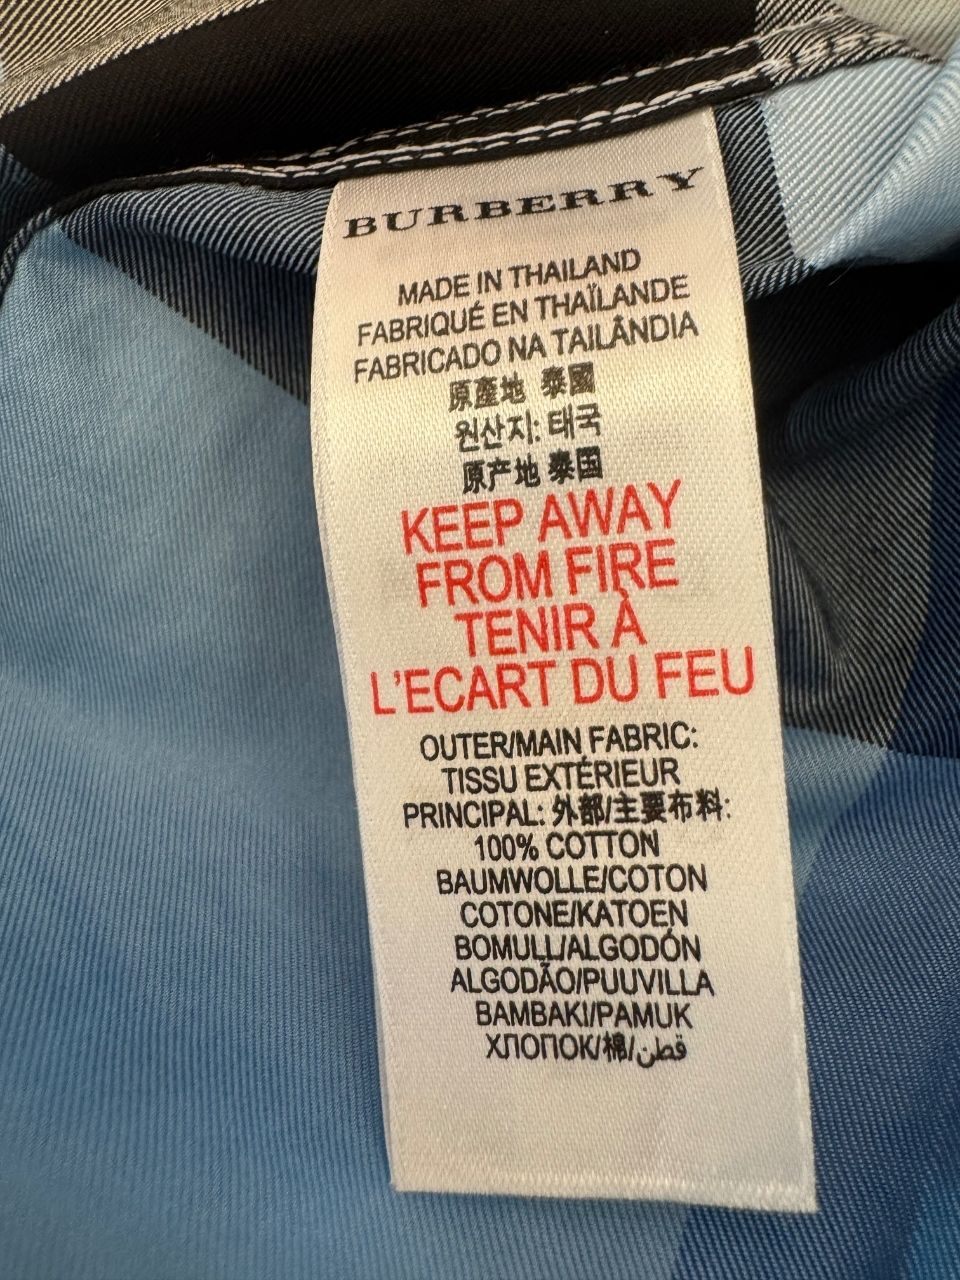 BURBERRY
MADE IN THAILAND
FABRIQUÉ EN THAÏLANDE
FABRICADO NA TAILÂNDIA
原產地 泰國
원산지: 태국
原产地 泰国
KEEP AWAY
FROM FIRE
TENIR À
L'ECART DU FEU
OUTER/MAIN FABRIC:
TISSU EXTÉRIEUR
PRINCIPAL: 外部/主要布料:
100% COTTON
BAUMWOLLE/COTON
COTONE/KATOEN
BOMULL/ALGODÓN
ALGODÃO/PUUVILLA
BAMBAKI/PAMUK
ХЛОПОК/棉/قطن